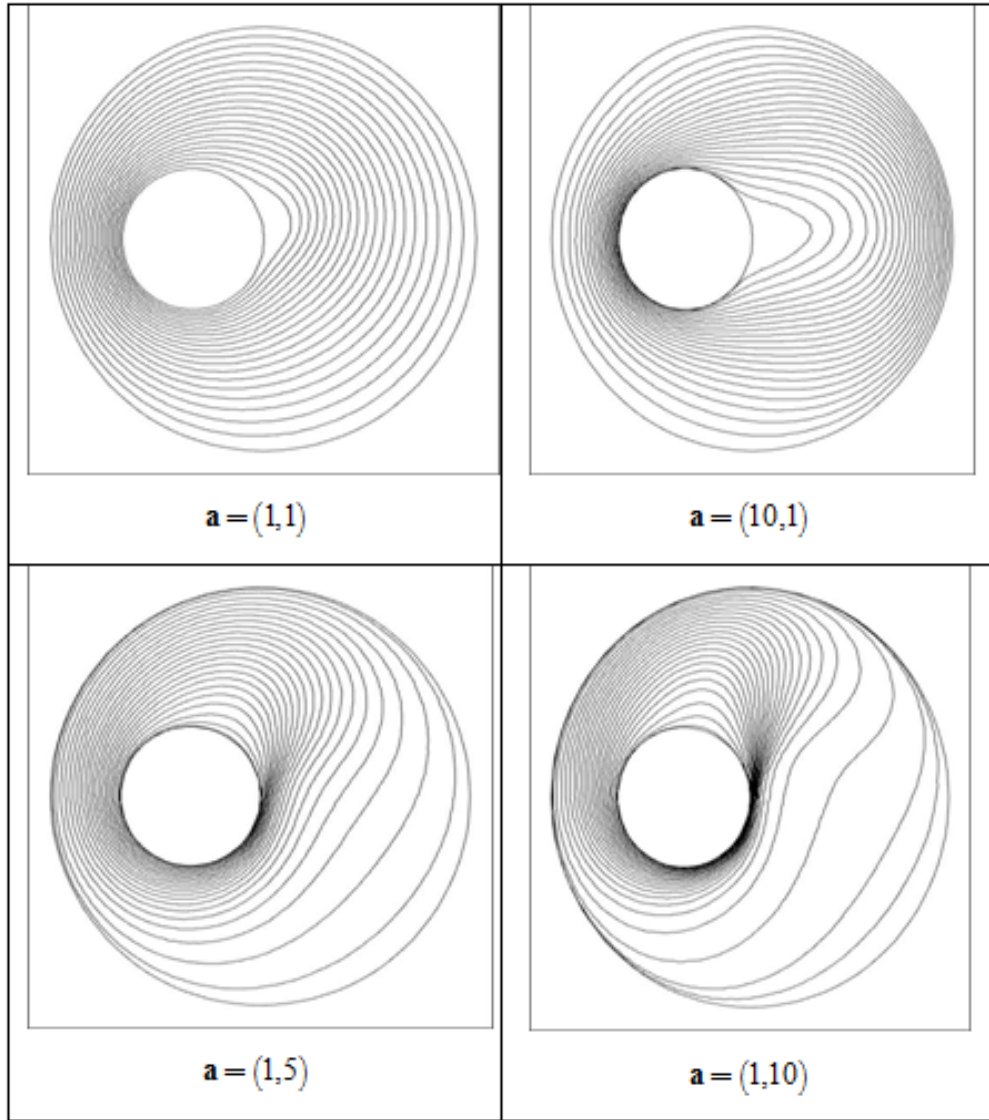 a = (1,1)
a = (10,1)
a = (1,5)
a = (1,10)